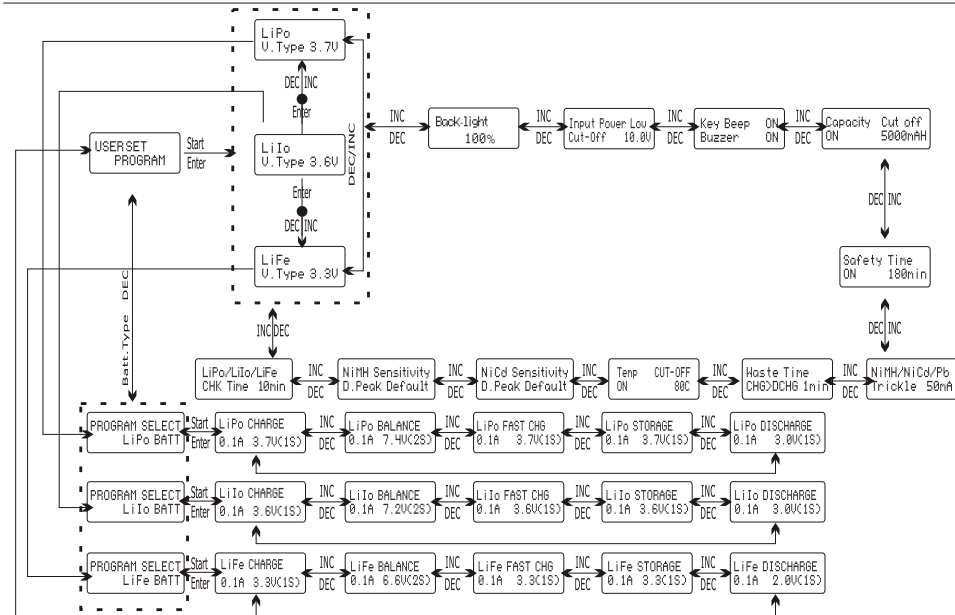 LiPo
V.Type 3.7V
DEC INC
Enter
USER SET
PROGRAM
Start
Enter
LiIo
V.Type 3.6V
Enter
DEC INC
LiFe
V.Type 3.3V
DEC/INC
INC
DEC
Back-light
100%
INC
DEC
Input Power Low
Cut-Off 10.0V
INC
DEC
Key Beep ON
Buzzer ON
INC
DEC
Capacity Cut off
ON 5000mAH
DEC INC
Safety Time
ON 180min
DEC INC
Batt.Type DEC
INC DEC
LiPo/LiIo/LiFe
CHK Time 10min
INC
DEC
NiMH Sensitivity
D.Peak Default
INC
DEC
NiCd Sensitivity
D.Peak Default
INC
DEC
Temp CUT-OFF
ON 80C
INC
DEC
Waste Time
CHG>DCHG 1min
INC
DEC
NiMH/NiCd/Pb
Trickle 50mA
PROGRAM SELECT
LiPo BATT
Start
Enter
LiPo CHARGE
0.1A 3.7V(1S)
INC
DEC
LiPo BALANCE
0.1A 7.4V(2S)
INC
DEC
LiPo FAST CHG
0.1A 3.7V(1S)
INC
DEC
LiPo STORAGE
0.1A 3.7V(1S)
INC
DEC
LiPo DISCHARGE
0.1A 3.0V(1S)
PROGRAM SELECT
LiIo BATT
Start
Enter
LiIo CHARGE
0.1A 3.6V(1S)
INC
DEC
LiIo BALANCE
0.1A 7.2V(2S)
INC
DEC
LiIo FAST CHG
0.1A 3.6V(1S)
INC
DEC
LiIo STORAGE
0.1A 3.6V(1S)
INC
DEC
LiIo DISCHARGE
0.1A 3.0V(1S)
PROGRAM SELECT
LiFe BATT
Start
Enter
LiFe CHARGE
0.1A 3.3V(1S)
INC
DEC
LiFe BALANCE
0.1A 6.6V(2S)
INC
DEC
LiFe FAST CHG
0.1A 3.3(1S)
INC
DEC
LiFe STORAGE
0.1A 3.3(1S)
INC
DEC
LiFe DISCHARGE
0.1A 2.0V(1S)